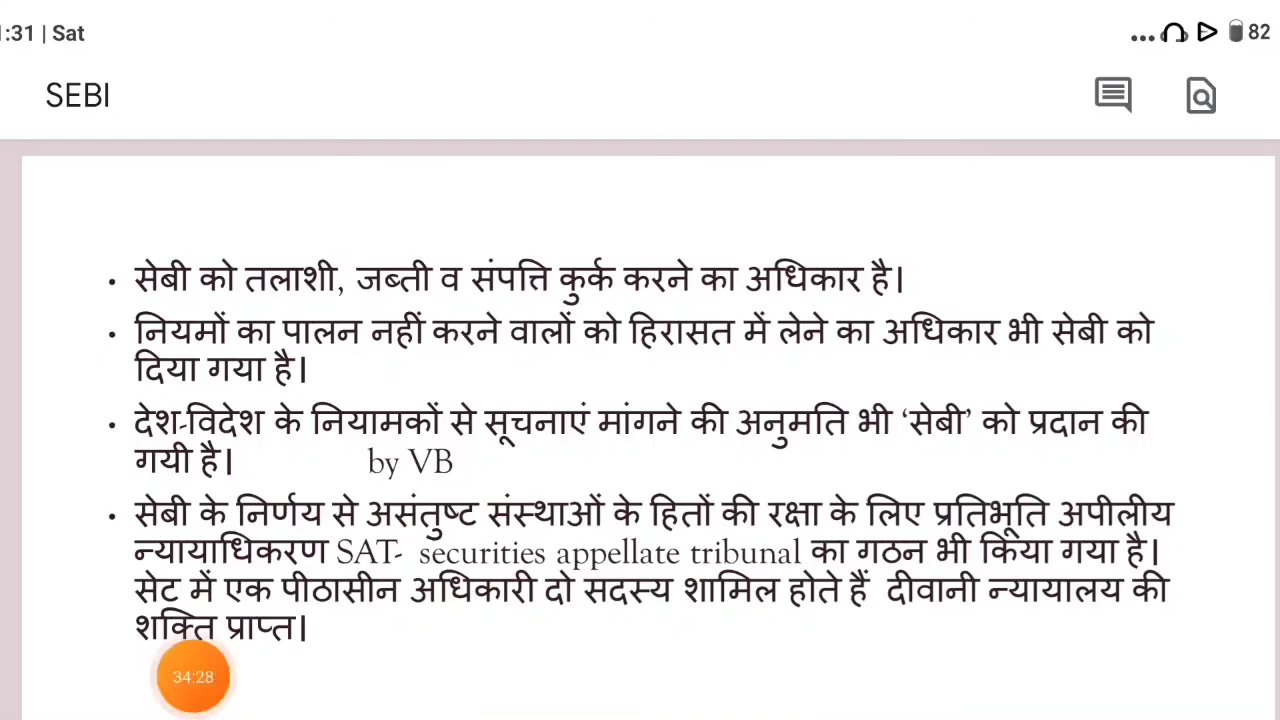 :31 | Sat
... 82
SEBI
• सेबी को तलाशी, जब्ती व संपत्ति कुर्क करने का अधिकार है।
• नियमों का पालन नहीं करने वालों को हिरासत में लेने का अधिकार भी सेबी को
दिया गया है।
• देश-विदेश के नियामकों से सूचनाएं मांगने की अनुमति भी ‘सेबी’ को प्रदान की
गयी है। by VB
• सेबी के निर्णय से असंतुष्ट संस्थाओं के हितों की रक्षा के लिए प्रतिभूति अपीलीय
न्यायाधिकरण SAT- securities appellate tribunal का गठन भी किया गया है।
सेट में एक पीठासीन अधिकारी दो सदस्य शामिल होते हैं दीवानी न्यायालय की
शक्ति प्राप्त।
34:28